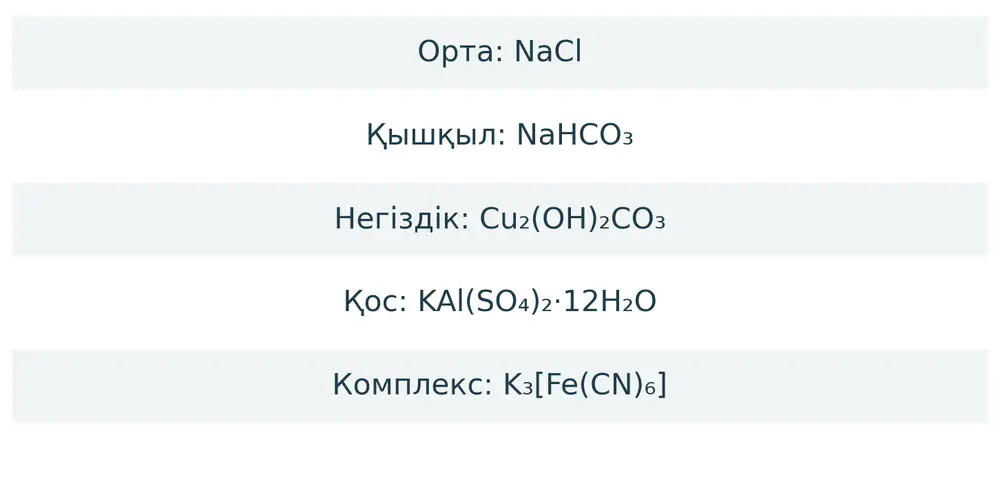 Орта: NaCl
Қышқыл: NaHCO₃
Негіздік: Cu₂(OH)₂CO₃
Қос: KAl(SO₄)₂·12H₂O
Комплекс: K₃[Fe(CN)₆]